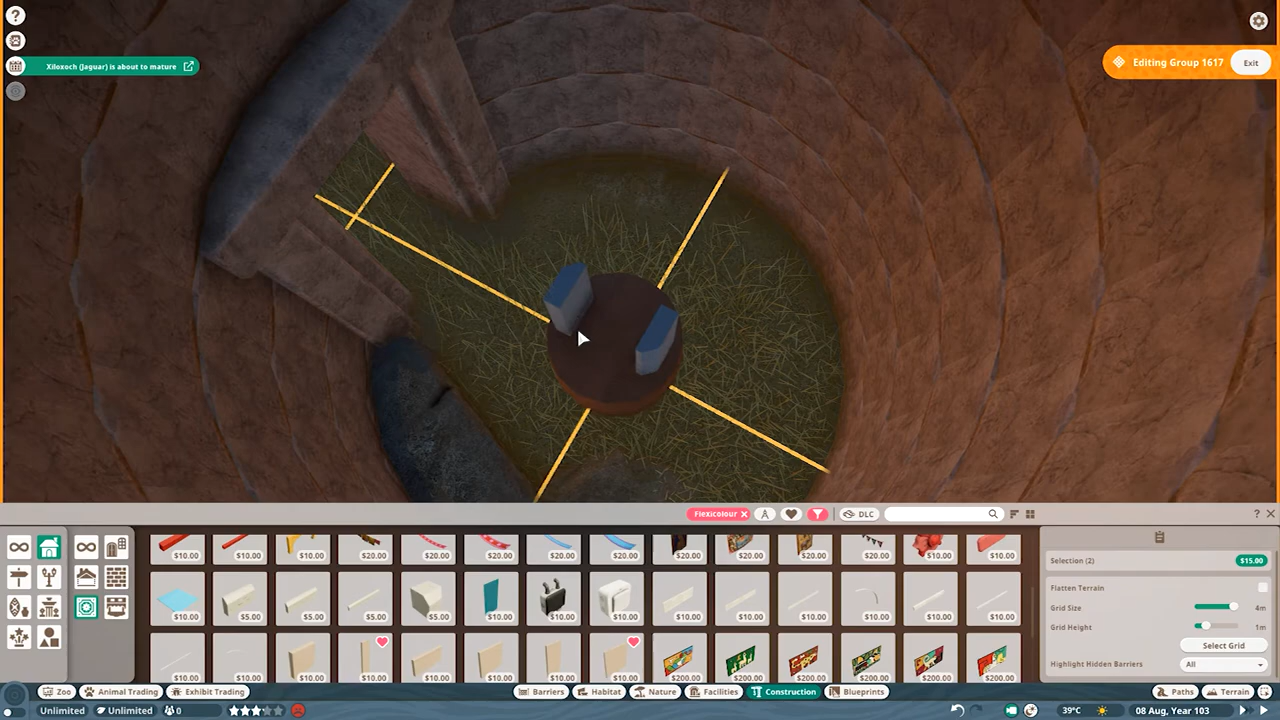 ?
Xiloxoch (Jaguar) is about to mature
Editing Group 1617
Exit
Flexicolour
DLC
?
$10.00 $10.00 $10.00 $20.00 $20.00 $20.00 $20.00 $20.00 $20.00 $20.00 $20.00 $20.00 $10.00 $10.00
Selection (2)
$15.00
Flatten Terrain
$10.00 $5.00 $5.00 $5.00 $5.00 $10.00 $10.00 $10.00 $10.00 $10.00 $10.00 $10.00 $10.00 $10.00
Grid Size
4m
Grid Height
1m
Select Grid
Highlight Hidden Barriers
All
$10.00 $10.00 $10.00 $10.00 $10.00 $10.00 $10.00 $10.00 $200.00 $200.00 $200.00 $200.00 $200.00 $200.00
Zoo
Animal Trading
Exhibit Trading
Barriers
Habitat
Nature
Facilities
Construction
Blueprints
Paths
Terrain
Unlimited
Unlimited
0
39°C
08 Aug, Year 103